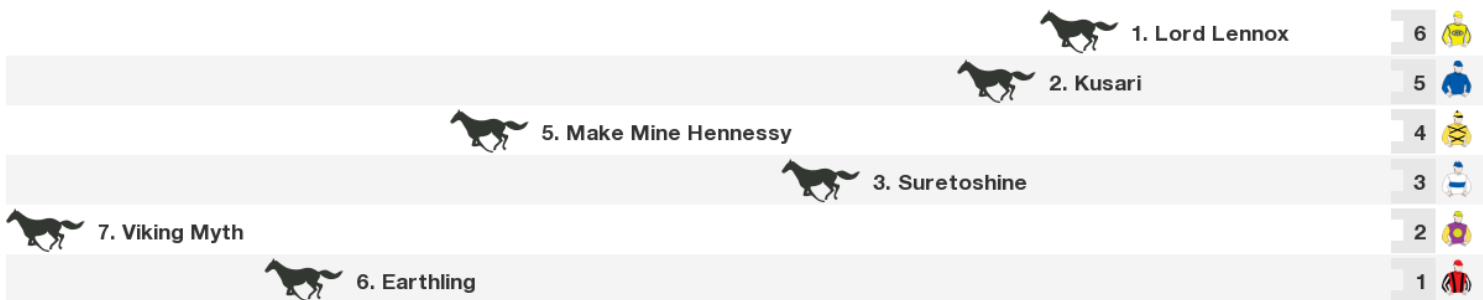 1. Lord Lennox 6
2. Kusari 5
5. Make Mine Hennessy 4
3. Suretoshine 3
7. Viking Myth 2
6. Earthling 1